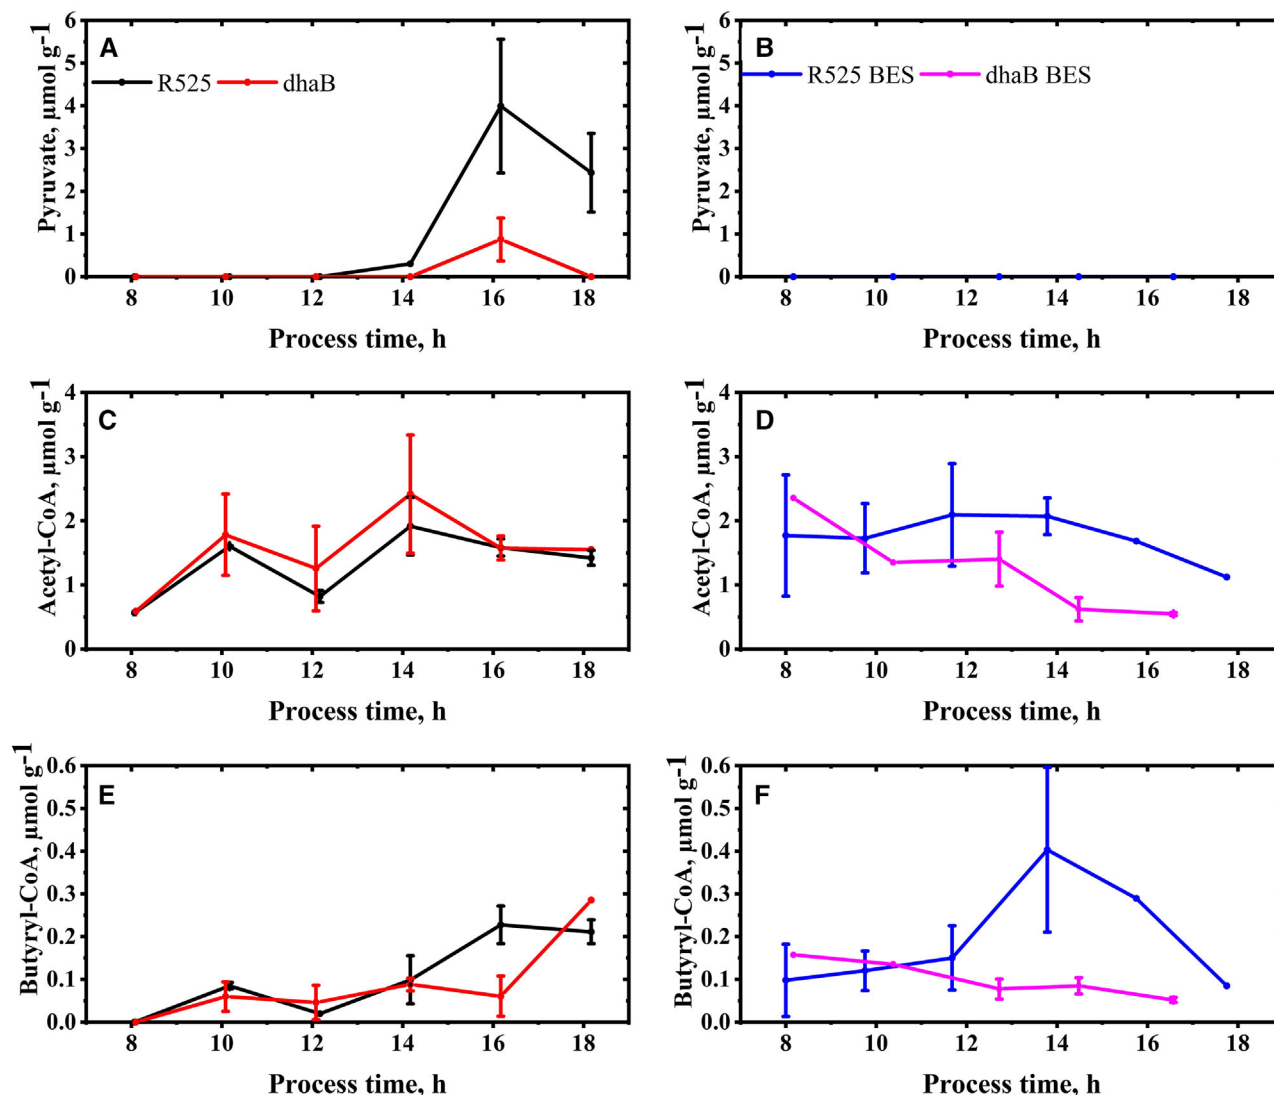 A
R525 dhaB
6
5
4
3
2
1
0
Pyruvate, μmol g-1
8 10 12 14 16 18
Process time, h
B
R525 BES dhaB BES
6
5
4
3
2
1
0
Pyruvate, μmol g-1
8 10 12 14 16 18
Process time, h
C
4
3
2
1
0
Acetyl-CoA, μmol g-1
8 10 12 14 16 18
Process time, h
D
4
3
2
1
0
Acetyl-CoA, μmol g-1
8 10 12 14 16 18
Process time, h
E
0.6
0.5
0.4
0.3
0.2
0.1
0.0
Butyryl-CoA, μmol g-1
8 10 12 14 16 18
Process time, h
F
0.6
0.5
0.4
0.3
0.2
0.1
0.0
Butyryl-CoA, μmol g-1
8 10 12 14 16 18
Process time, h